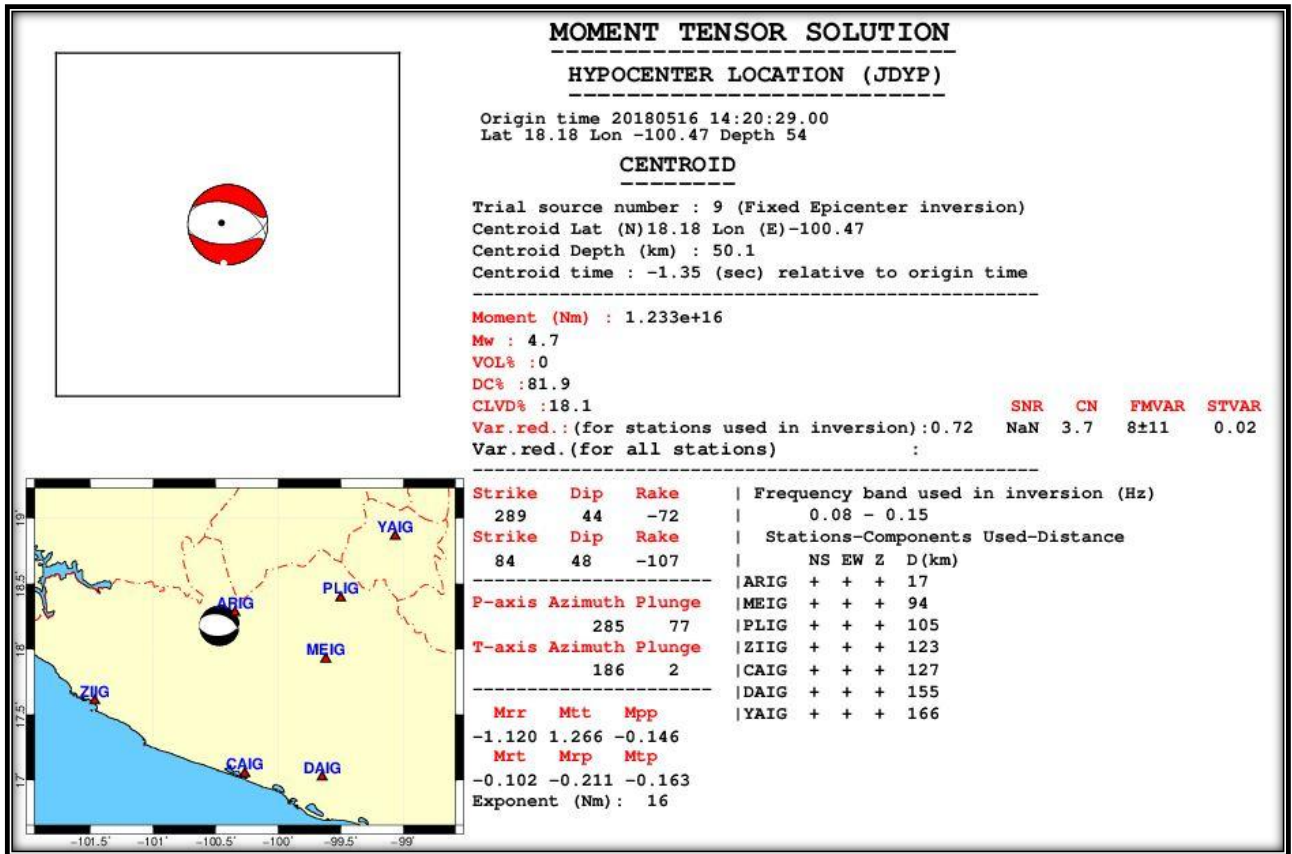 MOMENT TENSOR SOLUTION
HYPOCENTER LOCATION (JDYP)
Origin time 20180516 14:20:29.00
Lat 18.18 Lon -100.47 Depth 54
CENTROID
Trial source number : 9 (Fixed Epicenter inversion)
Centroid Lat (N)18.18 Lon (E)-100.47
Centroid Depth (km) : 50.1
Centroid time : -1.35 (sec) relative to origin time
Moment (Nm) : 1.233e+16
Mw : 4.7
VOL% :0
DC% :81.9
CLVD% :18.1 SNR CN FMVAR STVAR
Var.red.:(for stations used in inversion):0.72 NaN 3.7 8±11 0.02
Var.red.(for all stations) :
Strike Dip Rake | Frequency band used in inversion (Hz)
289 44 -72 | 0.08 - 0.15
Strike Dip Rake | Stations-Components Used-Distance
84 48 -107 | NS EW Z D(km)
|ARIG + + + 17
P-axis Azimuth Plunge |MEIG + + + 94
285 77 |PLIG + + + 105
T-axis Azimuth Plunge |ZIIG + + + 123
186 2 |CAIG + + + 127
|DAIG + + + 155
Mrr Mtt Mpp |YAIG + + + 166
-1.120 1.266 -0.146
Mrt Mrp Mtp
-0.102 -0.211 -0.163
Exponent (Nm): 16
19°
YAIG
18.5°
PLIG
ARIG
18°
MEIG
ZIIG
17.5°
CAIG
DAIG
17°
-101.5° -101° -100.5° -100° -99.5° -99°